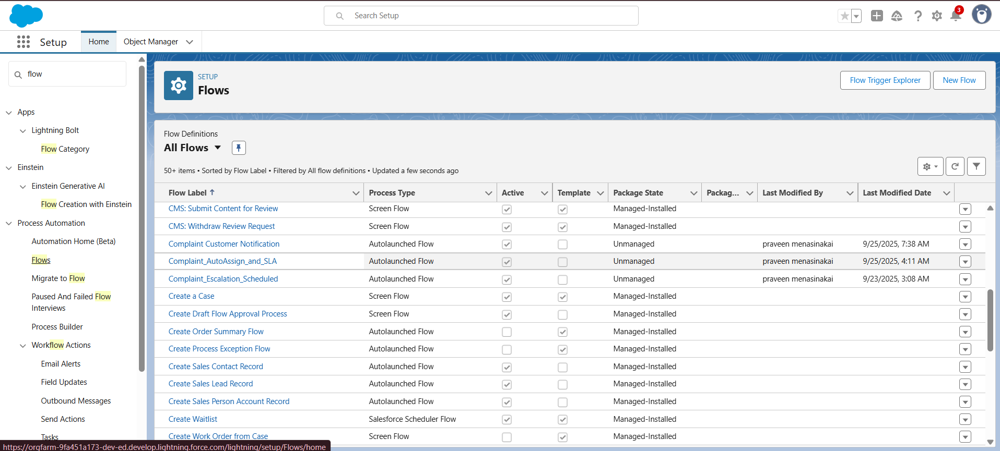 Search Setup
3
Setup
Home
Object Manager
flow
Apps
Lightning Bolt
Flow Category
Einstein
Einstein Generative AI
Flow Creation with Einstein
Process Automation
Automation Home (Beta)
Flows
Migrate to Flow
Paused And Failed Flow
Interviews
Process Builder
Workflow Actions
Email Alerts
Field Updates
Outbound Messages
Send Actions
Tasks
https://orgfarm-9fa451a173-dev-ed.develop.lightning.force.com/lightning/setup/Flows/home
SETUP
Flows
Flow Trigger Explorer
New Flow
Flow Definitions
All Flows
50+ items • Sorted by Flow Label • Filtered by All flow definitions • Updated a few seconds ago
Flow Label Process Type Active Template Package State Packag... Last Modified By Last Modified Date
CMS: Submit Content for Review Screen Flow Managed-Installed
CMS: Withdraw Review Request Screen Flow Managed-Installed
Complaint Customer Notification Autolaunched Flow Unmanaged praveen menasinakai 9/25/2025, 7:38 AM
Complaint_AutoAssign_and_SLA Autolaunched Flow Unmanaged praveen menasinakai 9/25/2025, 4:11 AM
Complaint_Escalation_Scheduled Autolaunched Flow Unmanaged praveen menasinakai 9/23/2025, 3:08 AM
Create a Case Screen Flow Managed-Installed
Create Draft Flow Approval Process Screen Flow Managed-Installed
Create Order Summary Flow Autolaunched Flow Managed-Installed
Create Process Exception Flow Autolaunched Flow Managed-Installed
Create Sales Contact Record Autolaunched Flow Managed-Installed
Create Sales Lead Record Autolaunched Flow Managed-Installed
Create Sales Person Account Record Autolaunched Flow Managed-Installed
Create Waitlist Salesforce Scheduler Flow Managed-Installed
Create Work Order from Case Screen Flow Managed-Installed